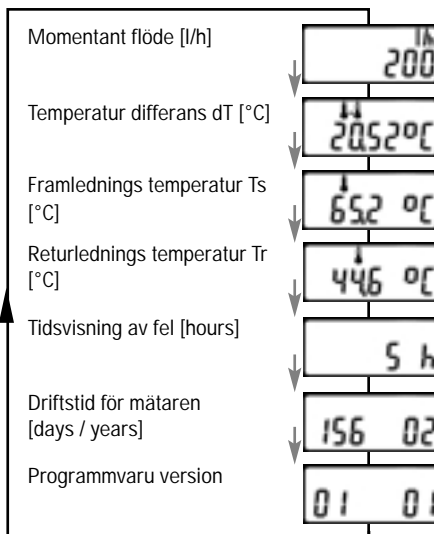 Momentant flöde [l/h]
l/h
200
Temperatur differans dT [°C]
20.52°C
Framlednings temperatur Ts
[°C]
65.2 °C
Returlednings temperatur Tr
[°C]
44.6 °C
Tidsvisning av fel [hours]
5 h
Driftstid för mätaren
[days / years]
156 02
Programmvaru version
01 01